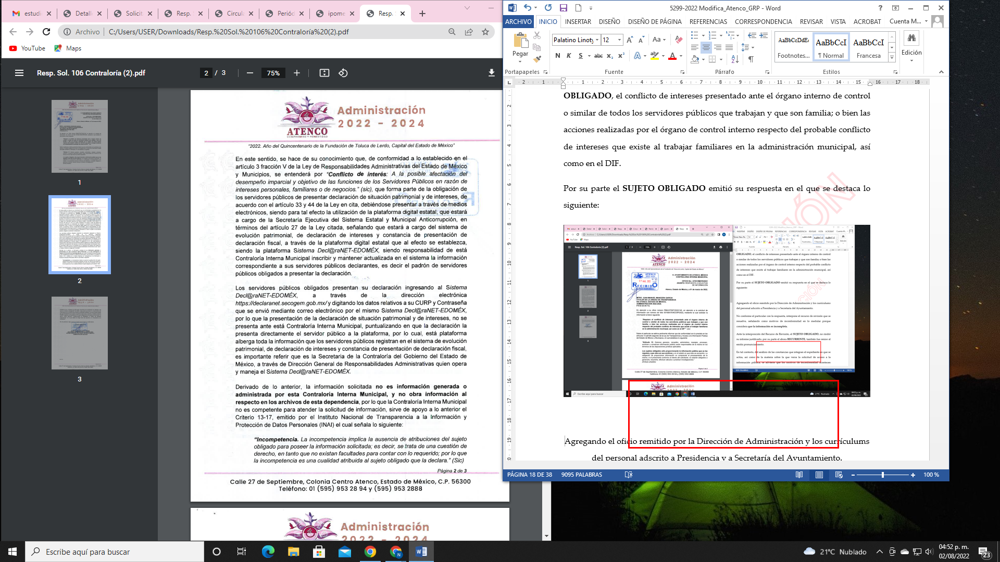 estudi
Detall
Solicit
Resp.
Circul
Periód
ipome
Resp.
Archivo
C:/Users/USER/Downloads/Resp.%20Sol.%20106%20Contraloría%20(2).pdf
YouTube
Maps
Resp. Sol. 106 Contraloría (2).pdf
2 / 3
75%
1
2
3
ATENCO
COMPROMISO Y HONESTIDAD
Administración
2022 - 2024
"2022. Año del Quincentenario de la Fundación de Toluca de Lerdo, Capital del Estado de México"
En este sentido, se hace de su conocimiento que, de conformidad a lo establecido en el
artículo 3 fracción V de la Ley de Responsabilidades Administrativas del Estado de México
y Municipios, se entenderá por "Conflicto de interés: A la posible afectación del
desempeño imparcial y objetivo de las funciones de los Servidores Públicos en razón de
intereses personales, familiares o de negocios." (sic), que forma parte de la obligación de
los servidores públicos de presentar declaración de situación patrimonial y de intereses, de
acuerdo con el artículo 33 y 44 de la Ley en cita, debiéndose presentar a través de medios
electrónicos, siendo para tal efecto la utilización de la plataforma digital estatal, que estará
a cargo de la Secretaría Ejecutiva del Sistema Estatal y Municipal Anticorrupción, en
términos del artículo 27 de la Ley citada, señalando que estará a cargo del sistema de
evolución patrimonial, de declaración de intereses y constancia de presentación de
declaración fiscal, a través de la plataforma digital estatal que al efecto se establezca,
siendo la plataforma Sistema Decl@raNET-EDOMÉX, siendo responsabilidad de está
Contraloría Interna Municipal inscribir y mantener actualizada en el sistema la información
correspondiente a sus servidores públicos declarantes, es decir el padrón de servidores
públicos obligados a presentar la declaración.
Los servidores públicos obligados presentan su declaración ingresando al Sistema
Decl@raNET-EDOMÉX, a través de la dirección electrónica
https://declaranet.secogem.gob.mx/ y digitando los datos relativos a su CURP y Contraseña
que se envió mediante correo electrónico por el mismo Sistema Decl@raNET-EDOMÉX,
por lo que la presentación de la declaración de situación patrimonial y de intereses, no se
presenta ante está Contraloría Interna Municipal, puntualizando en que la declaración la
presenta directamente el servidor público a la plataforma, por lo cual, está plataforma
alberga toda la información que los servidores públicos registran en el sistema de evolución
patrimonial, de declaración de intereses y constancia de presentación de declaración fiscal,
es importante referir que es la Secretaria de la Contraloría del Gobierno del Estado de
México, a través de Dirección General de Responsabilidades Administrativas quien opera
y maneja el Sistema Decl@raNET-EDOMÉX.
Derivado de lo anterior, la información solicitada no es información generada o
administrada por esta Contraloría Interna Municipal, y no obra información al
respecto en los archivos de esta dependencia, por lo que la Contraloría Interna Municipal
no es competente para atender la solicitud de información, sirve de apoyo a lo anterior el
Criterio 13-17, emitido por el Instituto Nacional de Transparencia a la Información y
Protección de Datos Personales (INAI) el cual señala lo siguiente:
"Incompetencia. La incompetencia implica la ausencia de atribuciones del sujeto
obligado para poseer la información solicitada; es decir, se trata de una cuestión de
derecho, en tanto que no existan facultades para contar con lo requerido; por lo que
la incompetencia es una cualidad atribuida al sujeto obligado que la declara." (Sic)
Página 2 de 3
Calle 27 de Septiembre, Colonia Centro Atenco, Estado de México, C.P. 56300
Teléfono: 01 (595) 953 28 94 y (595) 953 2888
Administración
2022 - 2024
5299-2022 Modifica_Atenco_GRP - Word
ARCHIVO INICIO INSERTAR DISEÑO DISEÑO DE PÁGINA REFERENCIAS CORRESPONDENCIA REVISAR VISTA ACROBAT Cuenta M...
Pegar
Palatino Linoty 12
N K S abc x₂ x²
AaBbCcDdEe AaBbCcI AaBbCcI
Footnotes... ¶ Normal Francesa
Edición
Portapapeles Fuente Párrafo Estilos
2 1 1 2 3 4 5 6 7 8 9 10 11 12 13 14 15 16 17 18
OBLIGADO, el conflicto de intereses presentado ante el órgano interno de control
o similar de todos los servidores públicos que trabajan y que son familia; o bien las
acciones realizadas por el órgano de control interno respecto del probable conflicto
de intereses que existe al trabajar familiares en la administración municipal, así
como en el DIF.
Por su parte el SUJETO OBLIGADO emitió su respuesta en el que se destaca lo
siguiente:
Agregando el oficio remitido por la Dirección de Administración y los currículums
del personal adscrito a Presidencia y a Secretaría del Ayuntamiento.
PÁGINA 18 DE 38 9095 PALABRAS
100 %
Escribe aquí para buscar
21°C Nublado
04:52 p. m.
02/08/2022
23